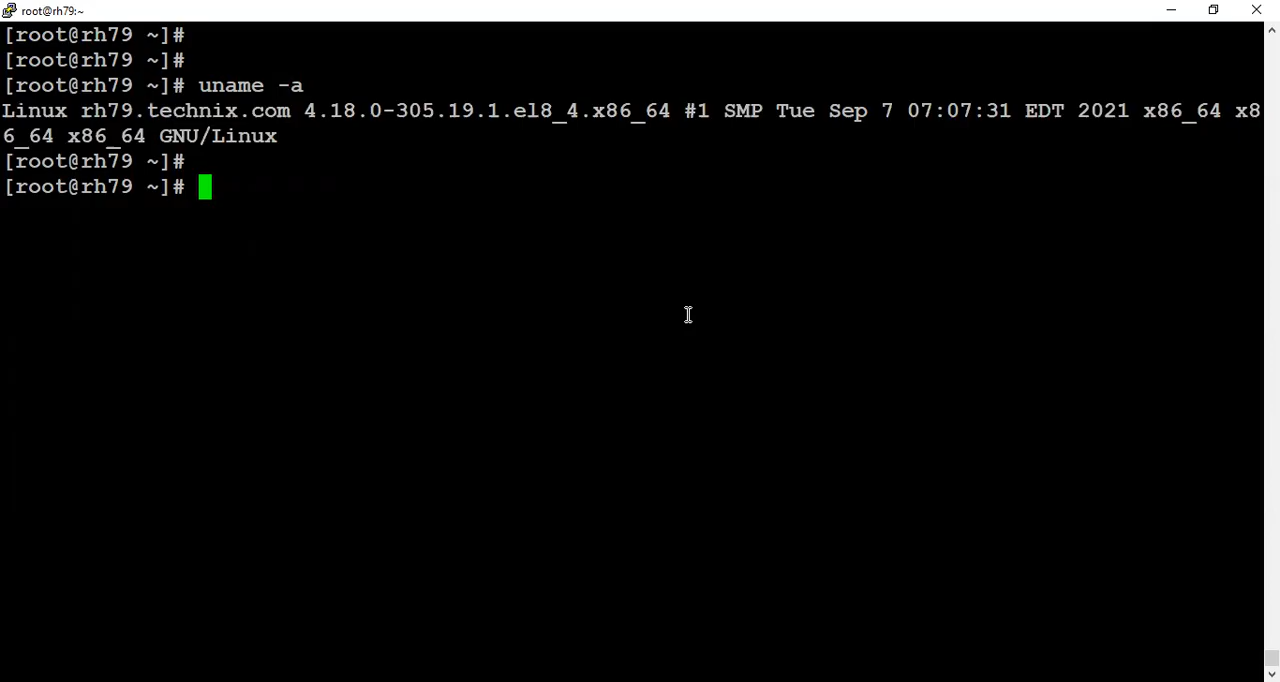 root@rh79:~
[root@rh79 ~]#
[root@rh79 ~]#
[root@rh79 ~]# uname -a
Linux rh79.technix.com 4.18.0-305.19.1.el8_4.x86_64 #1 SMP Tue Sep 7 07:07:31 EDT 2021 x86_64 x8
6_64 x86_64 GNU/Linux
[root@rh79 ~]#
[root@rh79 ~]#